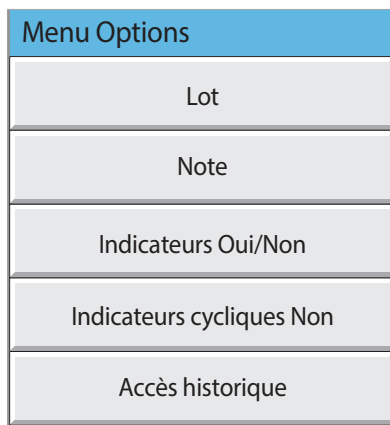 Menu Options
Lot
Note
Indicateurs Oui/Non
Indicateurs cycliques Non
Accès historique